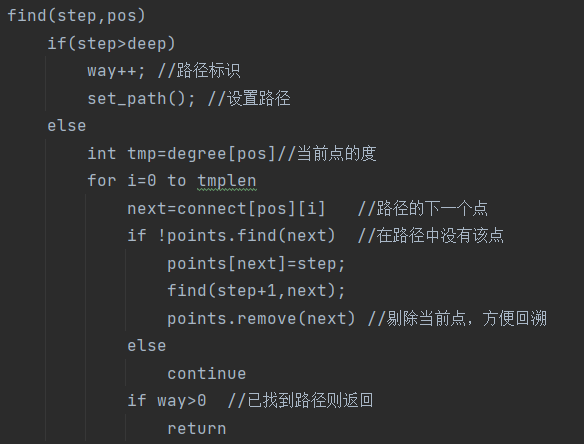 find(step,pos)
if(step>deep)
way++; //路径标识
set_path(); //设置路径
else
int tmp=degree[pos]//当前点的度
for i=0 to tmplen
next=connect[pos][i] //路径的下一个点
if !points.find(next) //在路径中没有该点
points[next]=step;
find(step+1,next);
points.remove(next) //剔除当前点，方便回溯
else
continue
if way>0 //已找到路径则返回
return